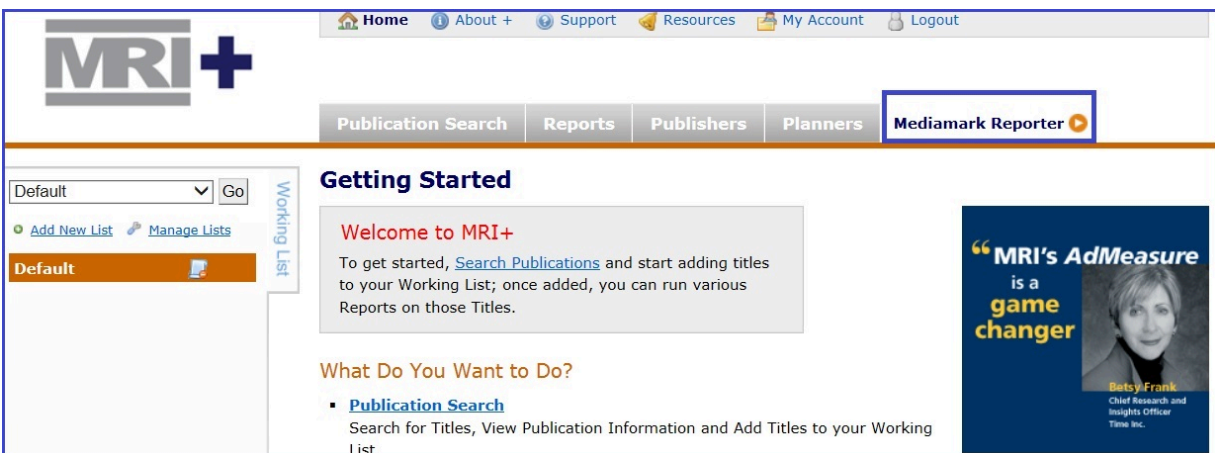 Home About + Support Resources My Account Logout
MRI+
Publication Search Reports Publishers Planners Mediamark Reporter
Default Go
Add New List Manage Lists
Default
Working List
Getting Started
Welcome to MRI+
To get started, Search Publications and start adding titles
to your Working List; once added, you can run various
Reports on those Titles.
What Do You Want to Do?
Publication Search
Search for Titles, View Publication Information and Add Titles to your Working
List
“MRI's AdMeasure
is a
game
changer
Betsy Frank
Chief Research and
Insights Officer
Time Inc.